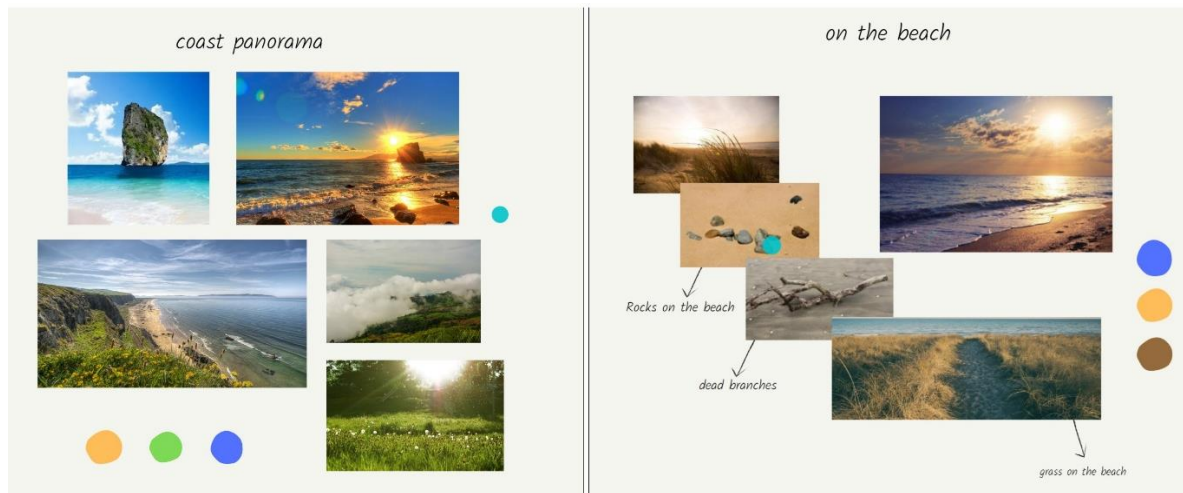 coast panorama
on the beach
Rocks on the beach
dead branches
grass on the beach